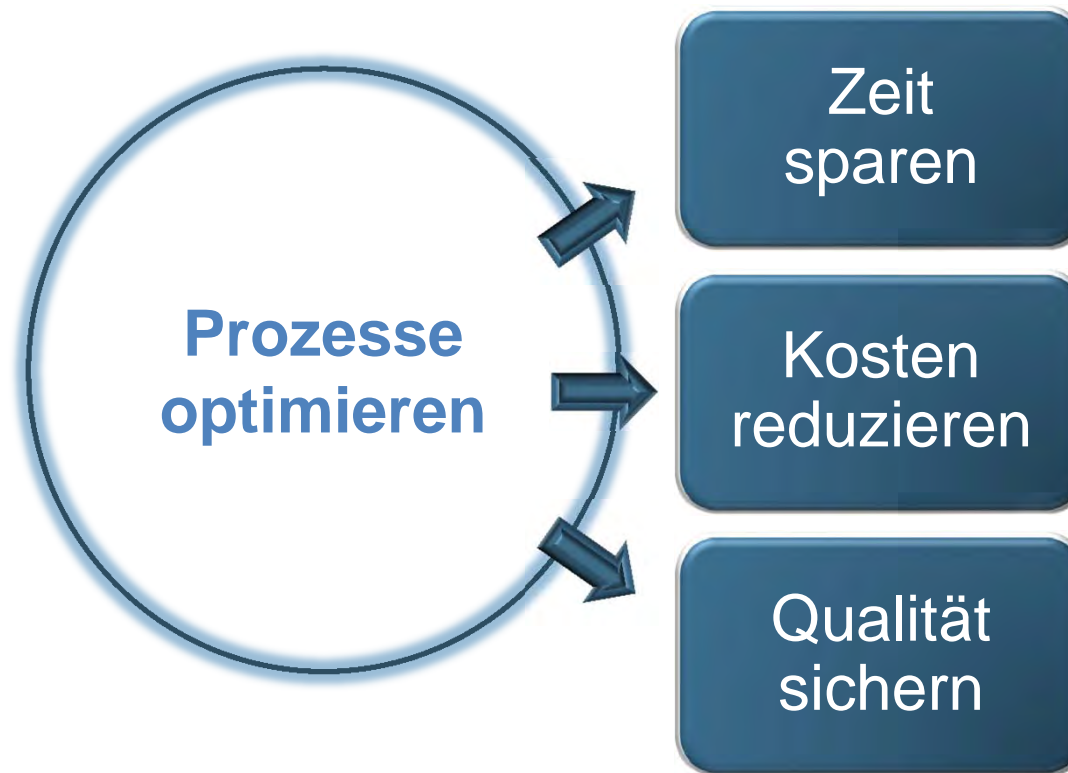 Prozesse
optimieren
Zeit
sparen
Kosten
reduzieren
Qualität
sichern